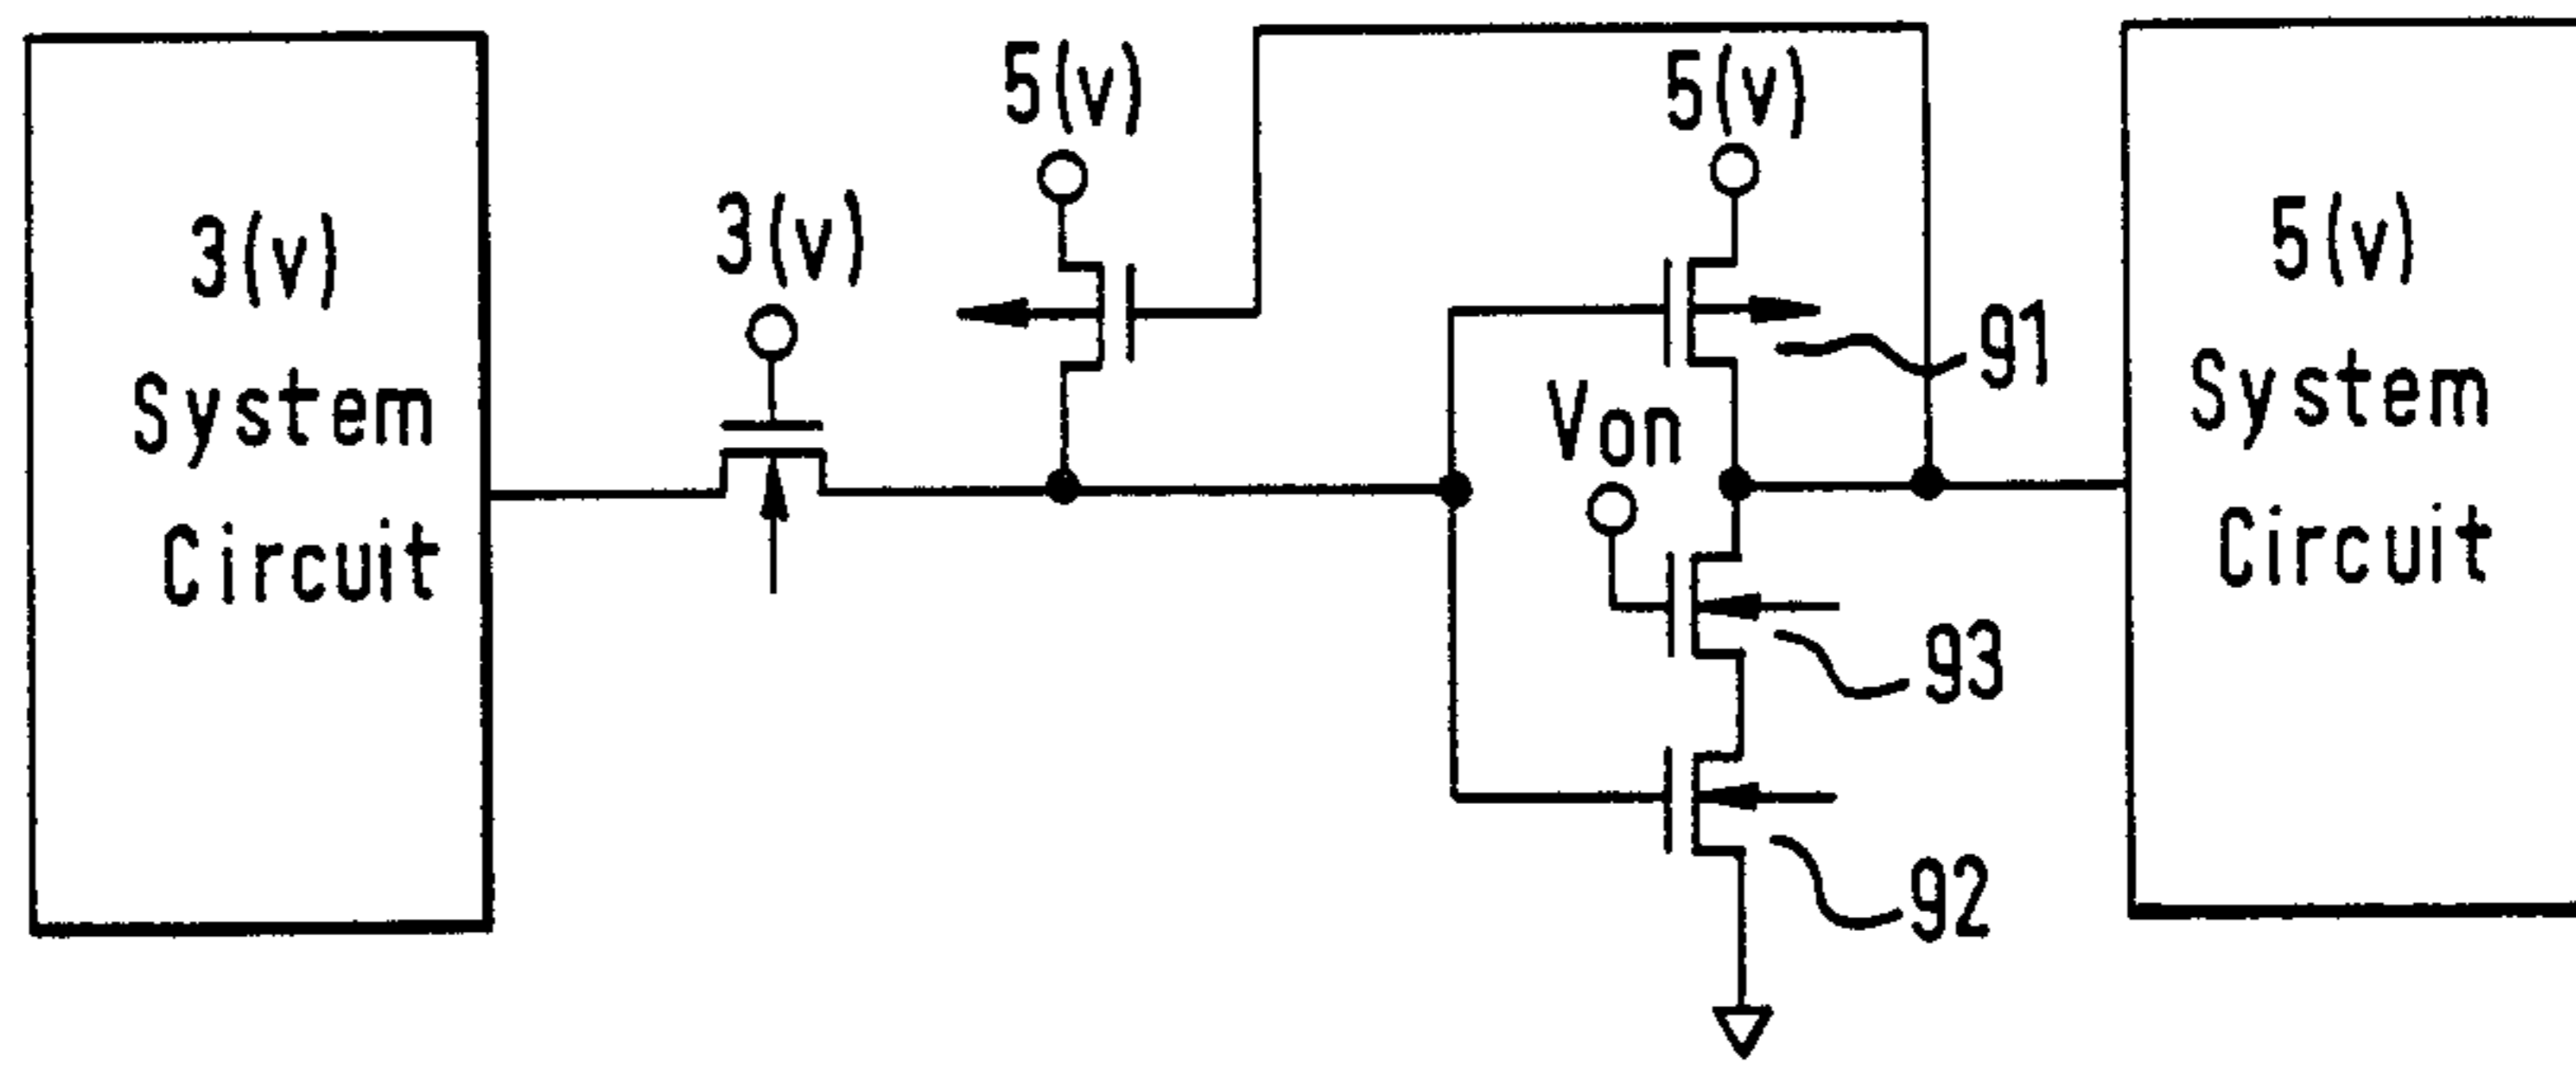 3(v)
System
Circuit
3(v)
5(v)
5(v)
91
Von
93
92
5(v)
System
Circuit